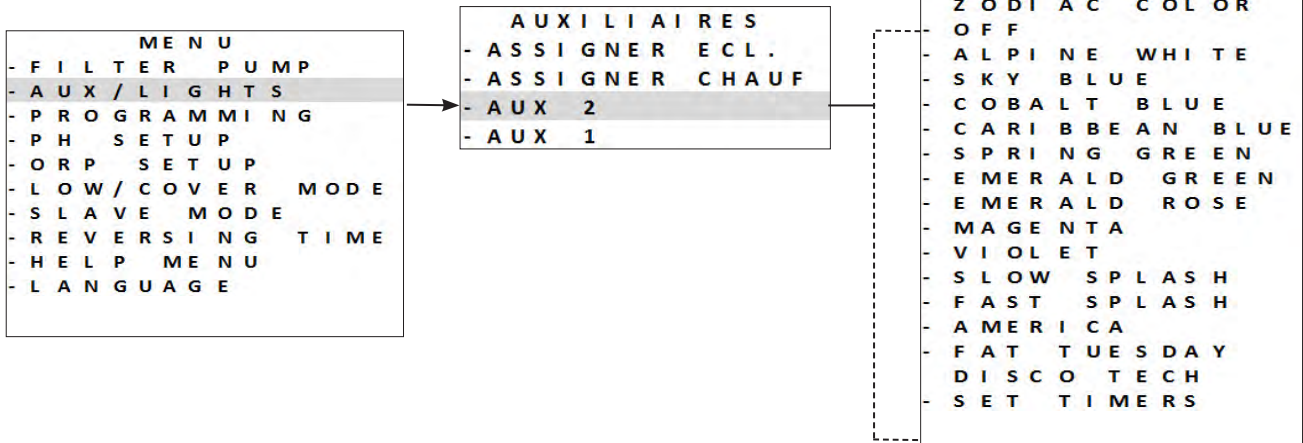 MENU
- FILTER PUMP
- AUX/LIGHTS
- PROGRAMMING
- PH SETUP
- ORP SETUP
- LOW/COVER MODE
- SLAVE MODE
- REVERSING TIME
- HELP MENU
- LANGUAGE
AUXILIAIRES
- ASSIGNER ECL.
- ASSIGNER CHAUF
- AUX 2
- AUX 1
ZODIAC COLOR
- OFF
- ALPINE WHITE
- SKY BLUE
- COBALT BLUE
- CARIBBEAN BLUE
- SPRING GREEN
- EMERALD GREEN
- EMERALD ROSE
- MAGENTA
- VIOLET
- SLOW SPLASH
- FAST SPLASH
- AMERICA
- FAT TUESDAY
DISCO TECH
- SET TIMERS